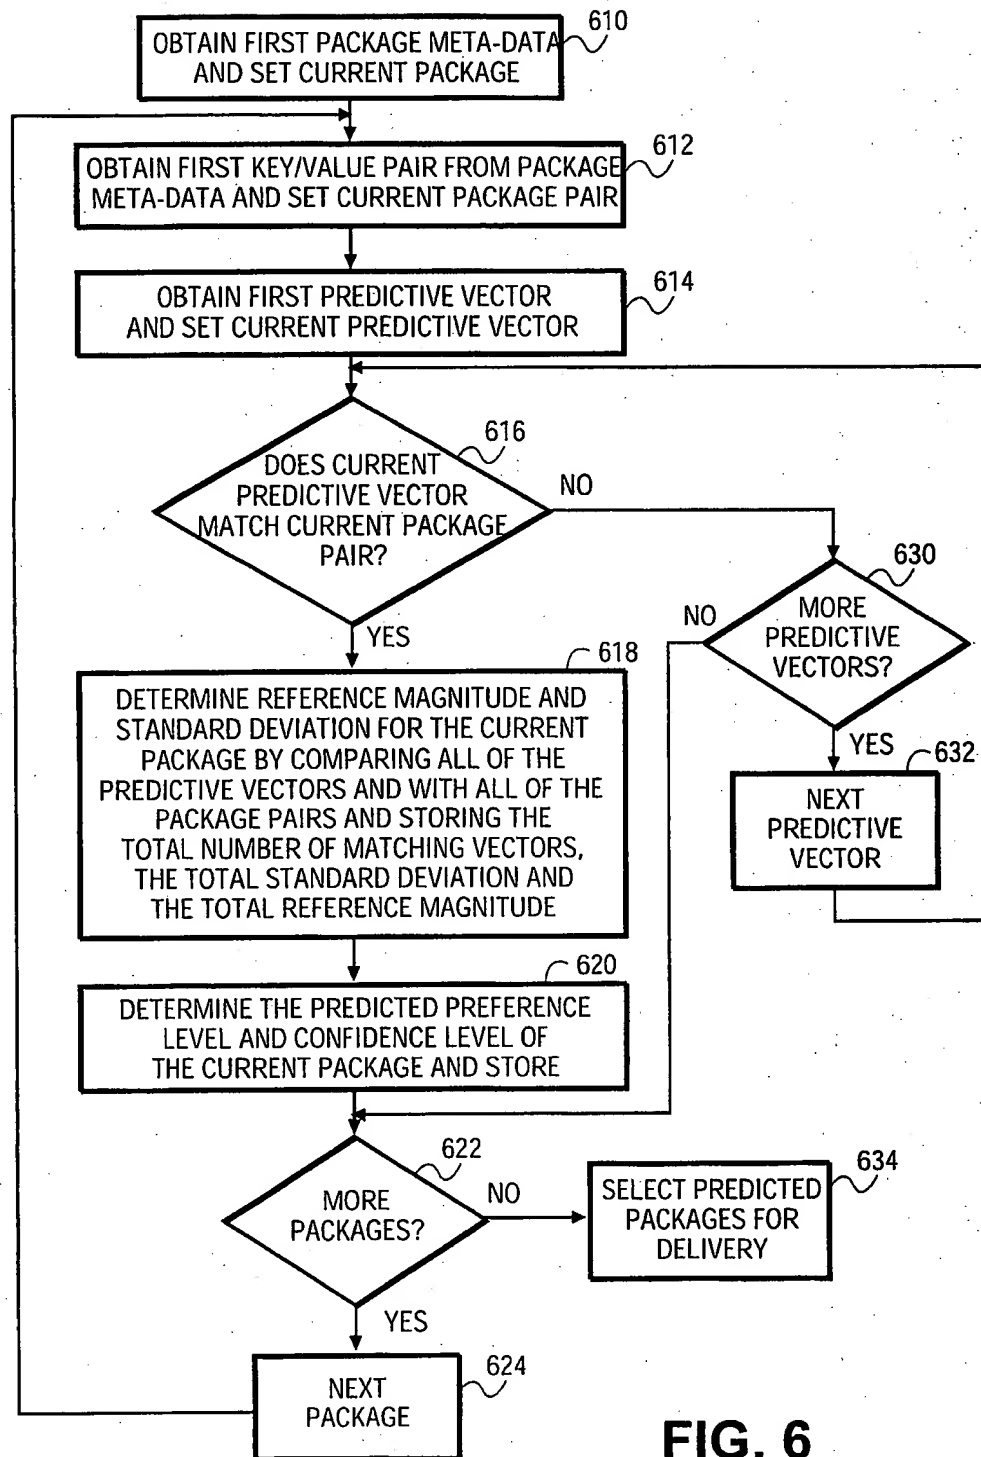 610
OBTAIN FIRST PACKAGE META-DATA
AND SET CURRENT PACKAGE
612
OBTAIN FIRST KEY/VALUE PAIR FROM PACKAGE
META-DATA AND SET CURRENT PACKAGE PAIR
614
OBTAIN FIRST PREDICTIVE VECTOR
AND SET CURRENT PREDICTIVE VECTOR
616
DOES CURRENT
PREDICTIVE VECTOR
MATCH CURRENT PACKAGE
PAIR?
NO
YES
630
MORE
PREDICTIVE
VECTORS?
NO
YES
632
NEXT
PREDICTIVE
VECTOR
618
DETERMINE REFERENCE MAGNITUDE AND
STANDARD DEVIATION FOR THE CURRENT
PACKAGE BY COMPARING ALL OF THE
PREDICTIVE VECTORS AND WITH ALL OF THE
PACKAGE PAIRS AND STORING THE
TOTAL NUMBER OF MATCHING VECTORS,
THE TOTAL STANDARD DEVIATION AND
THE TOTAL REFERENCE MAGNITUDE
620
DETERMINE THE PREDICTED PREFERENCE
LEVEL AND CONFIDENCE LEVEL OF
THE CURRENT PACKAGE AND STORE
622
MORE
PACKAGES?
NO
YES
634
SELECT PREDICTED
PACKAGES FOR
DELIVERY
624
NEXT
PACKAGE
FIG. 6